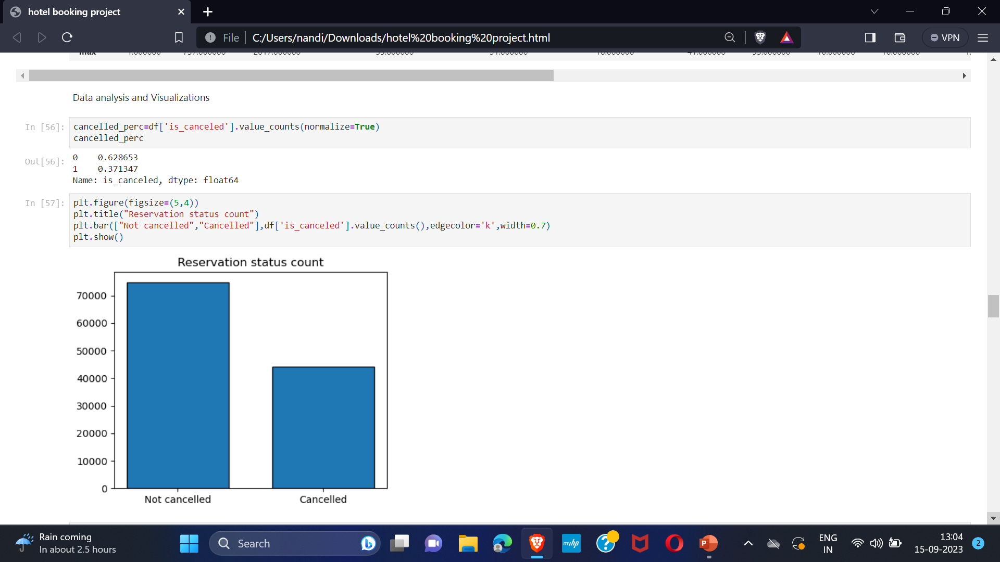 hotel booking project
File
C:/Users/nandi/Downloads/hotel%20booking%20project.html
VPN
Data analysis and Visualizations
In [56]:
cancelled_perc=df['is_canceled'].value_counts(normalize=True)
cancelled_perc
Out[56]:
0 0.628653
1 0.371347
Name: is_canceled, dtype: float64
In [57]:
plt.figure(figsize=(5,4))
plt.title("Reservation status count")
plt.bar(["Not cancelled","Cancelled"],df['is_canceled'].value_counts(),edgecolor='k',width=0.7)
plt.show()
Reservation status count
70000
60000
50000
40000
30000
20000
10000
0
Not cancelled Cancelled
Rain coming
In about 2.5 hours
Search
myhp
P
ENG
IN
13:04
15-09-2023
2